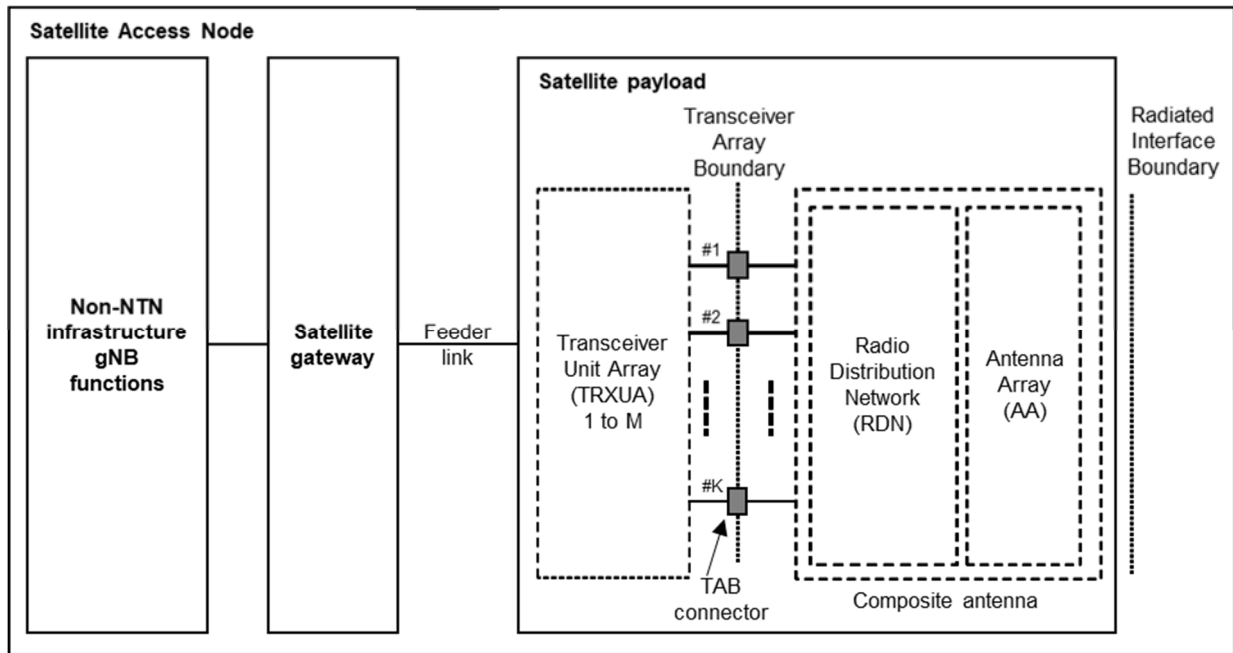 Satellite Access Node
Non-NTN
infrastructure
gNB
functions
Satellite
gateway
Feeder
link
Satellite payload
Transceiver
Array
Boundary
Transceiver
Unit Array
(TRXUA)
1 to M
#1
#2
#K
TAB
connector
Radio
Distribution
Network
(RDN)
Antenna
Array
(AA)
Composite antenna
Radiated
Interface
Boundary